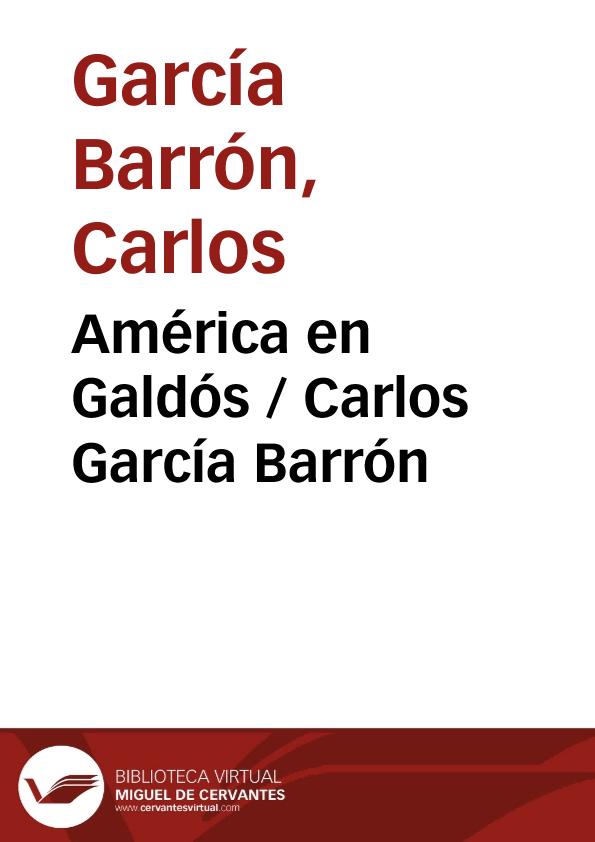 García
Barrón,
Carlos
América en
Galdós / Carlos
García Barrón
BIBLIOTECA VIRTUAL
MIGUEL DE CERVANTES
www.cervantesvirtual.com